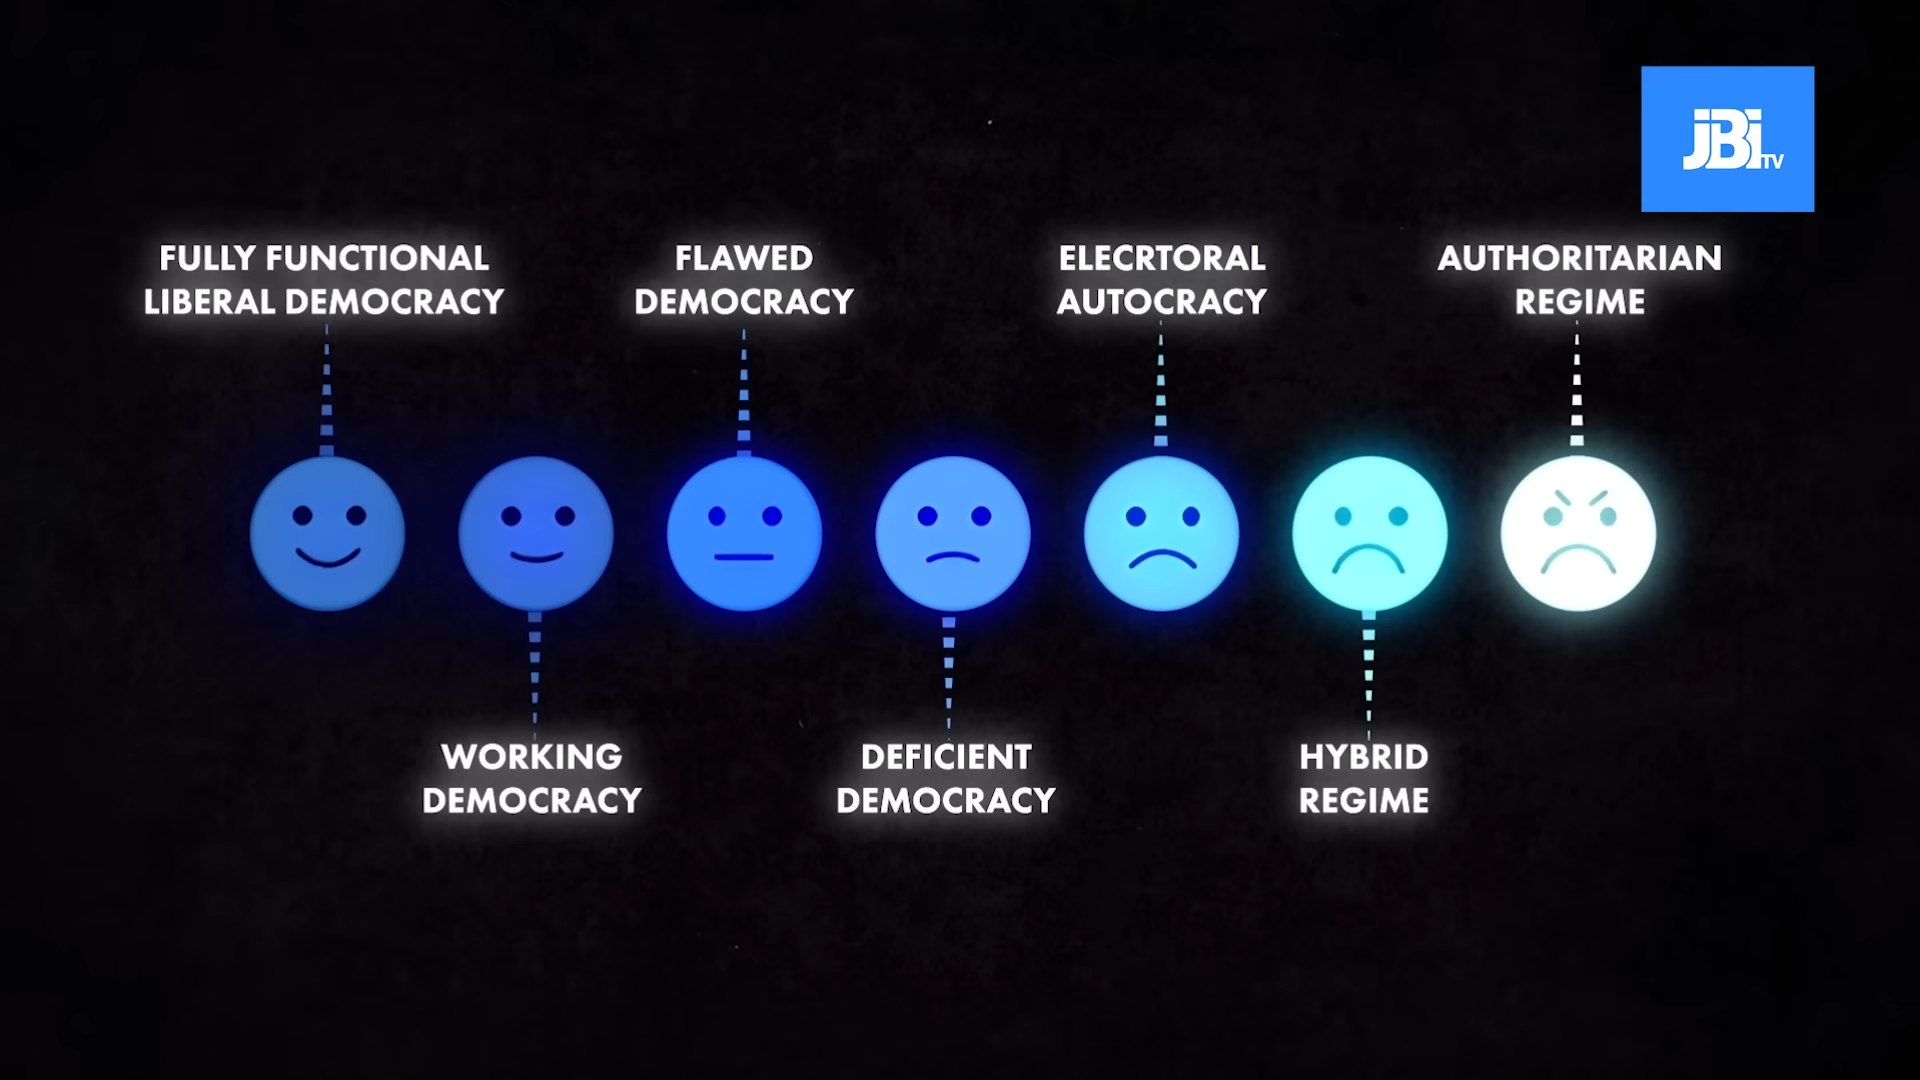 JBi TV
FULLY FUNCTIONAL
LIBERAL DEMOCRACY
FLAWED
DEMOCRACY
ELECRTORAL
AUTOCRACY
AUTHORITARIAN
REGIME
WORKING
DEMOCRACY
DEFICIENT
DEMOCRACY
HYBRID
REGIME